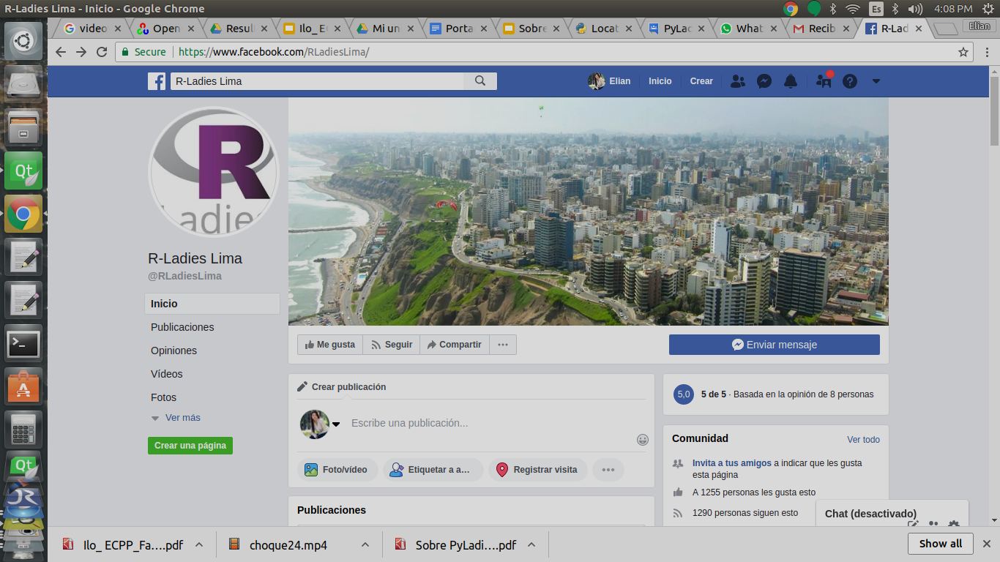 R-Ladies Lima - Inicio - Google Chrome
Es
4:08 PM
video
Open
Resul
Ilo_ E
Mi un
Porta
Sobre
Locat
PyLad
What
Recib
R-Lad
Elian
Secure
https://www.facebook.com/RLadiesLima/
R-Ladies Lima
Elian
Inicio
Crear
R
adies
R-Ladies Lima
@RLadiesLima
Inicio
Publicaciones
Opiniones
Vídeos
Fotos
Ver más
Crear una página
Me gusta
Seguir
Compartir
Enviar mensaje
Crear publicación
Escribe una publicación...
Foto/vídeo
Etiquetar a a...
Registrar visita
Publicaciones
5,0
5 de 5 · Basada en la opinión de 8 personas
Comunidad
Ver todo
Invita a tus amigos a indicar que les gusta
esta página
A 1255 personas les gusta esto
1290 personas siguen esto
Chat (desactivado)
Qt
Qt
Ilo_ ECPP_Fa....pdf
choque24.mp4
Sobre PyLadi....pdf
Show all